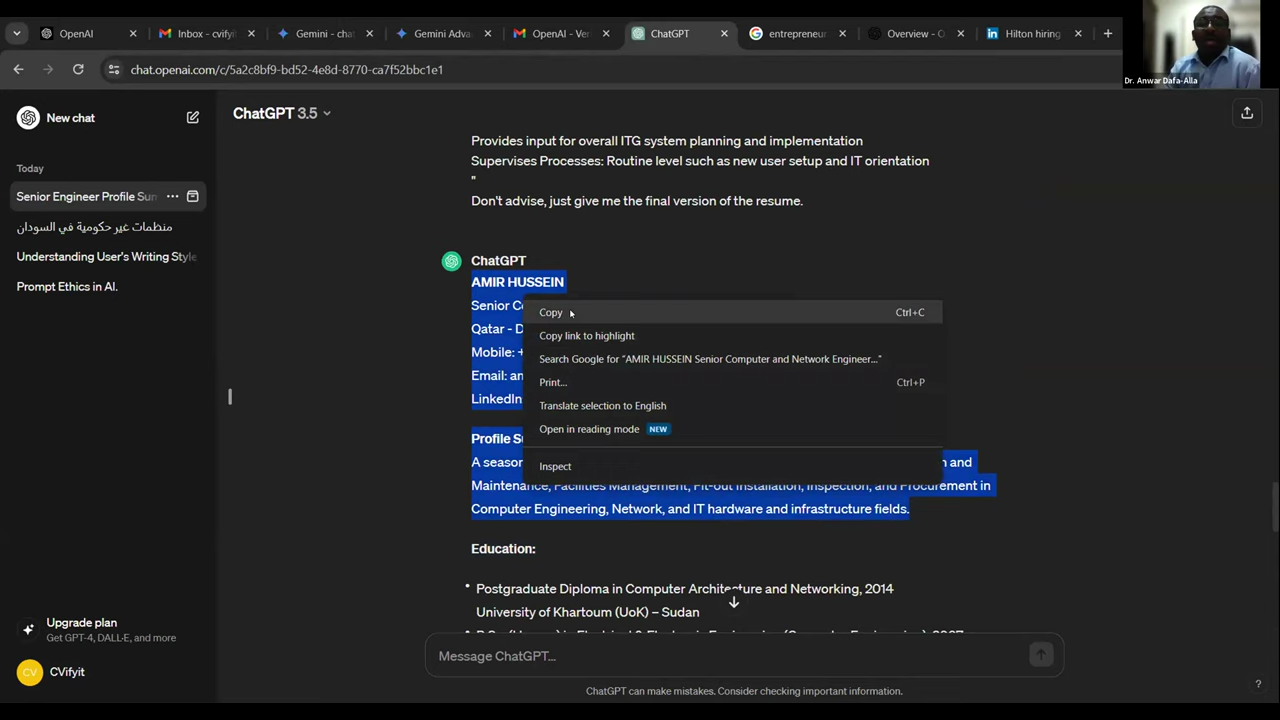 OpenAI
Inbox - cvifyit
Gemini - chat
Gemini Adva
OpenAI - Ver
ChatGPT
entrepreneur
Overview - O
Hilton hiring
chat.openai.com/c/5a2c8bf9-bd52-4e8d-8770-ca7f52bbc1e1
Dr. Anwar Dafa-Alla
New chat
ChatGPT 3.5
Today
Senior Engineer Profile Sun
منظمات غير حكومية في السودان
Understanding User's Writing Style
Prompt Ethics in AI.
Provides input for overall ITG system planning and implementation
Supervises Processes: Routine level such as new user setup and IT orientation
"
Don't advise, just give me the final version of the resume.
ChatGPT
AMIR HUSSEIN
Senior C
Qatar - D
Mobile: +
Email: an
LinkedIn
Copy Ctrl+C
Copy link to highlight
Search Google for “AMIR HUSSEIN Senior Computer and Network Engineer...”
Print... Ctrl+P
Translate selection to English
Open in reading mode NEW
Inspect
Profile S
A season
and
Maintenance, Facilities Management, Fit-out Installation, Inspection, and Procurement in
Computer Engineering, Network, and IT hardware and infrastructure fields.
Education:
• Postgraduate Diploma in Computer Architecture and Networking, 2014
University of Khartoum (UoK) – Sudan
Message ChatGPT...
ChatGPT can make mistakes. Consider checking important information.
?
Upgrade plan
Get GPT-4, DALL·E, and more
CV CVifyit